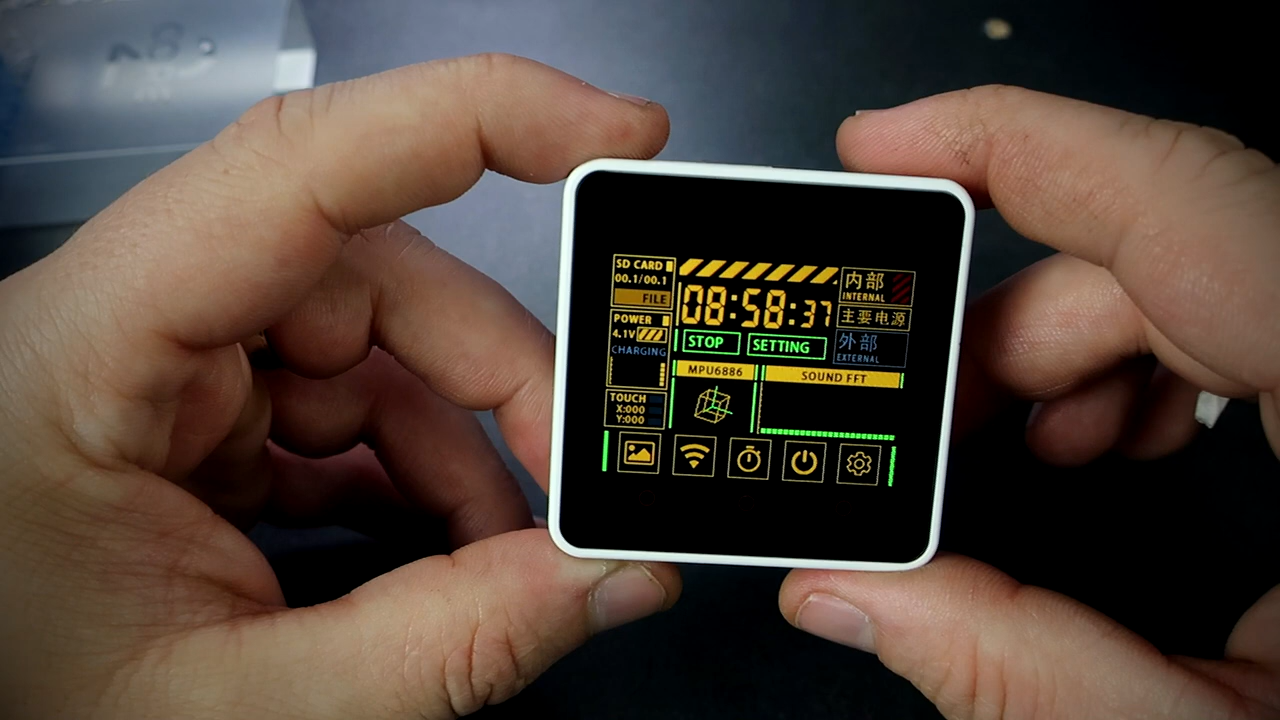 SD CARD
00.1/00.1
FILE
08:58:37
内部
INTERNAL
主要电源
POWER
4.1V
CHARGING
STOP
SETTING
外部
EXTERNAL
MPU6886
SOUND FFT
TOUCH
X:000
Y:000